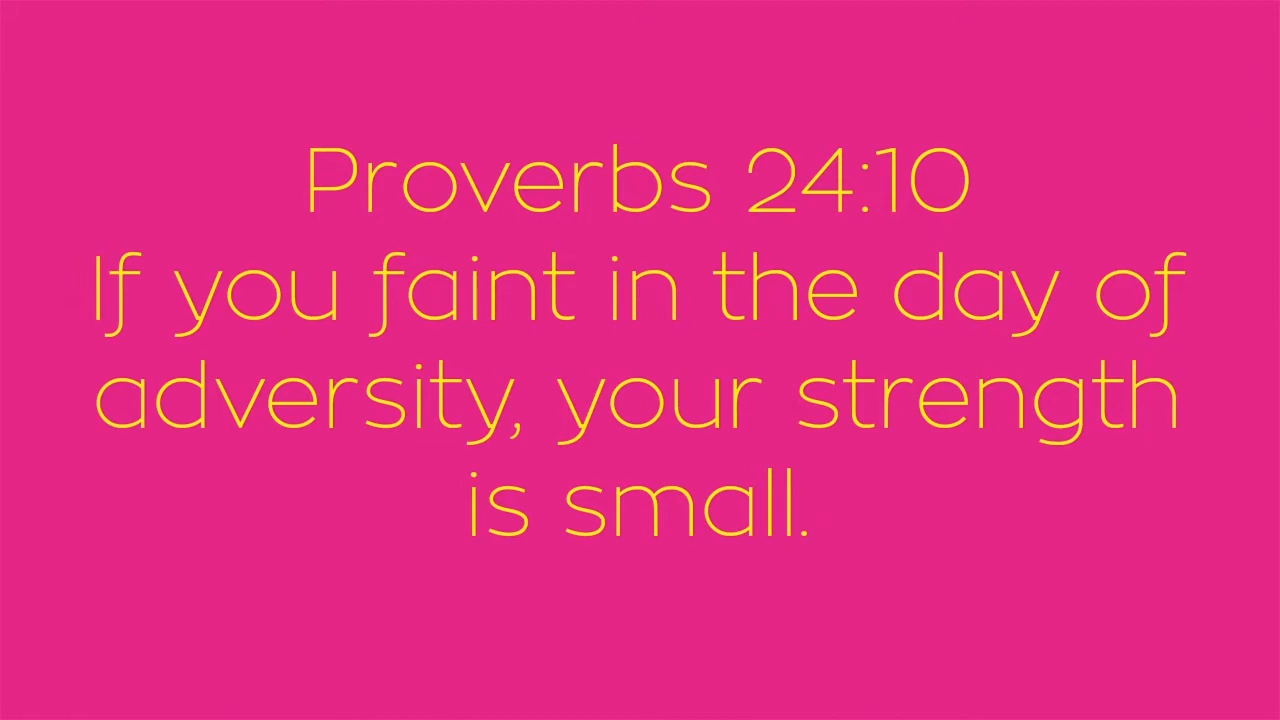 Proverbs 24:10
If you faint in the day of
adversity, your strength
is small.